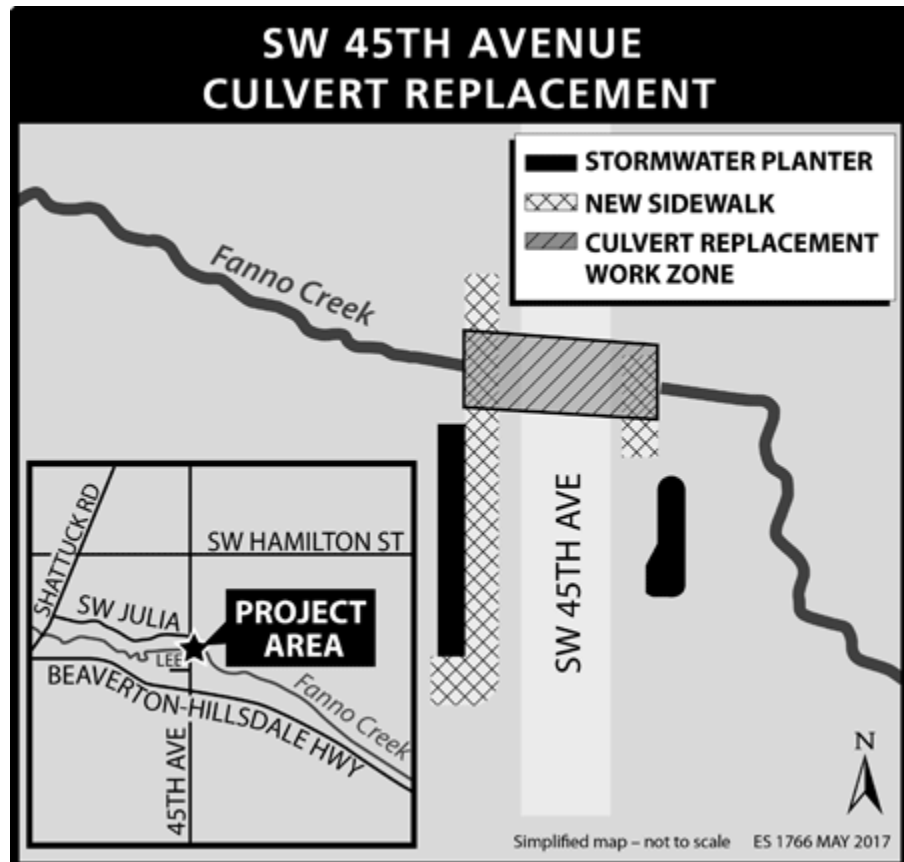 SW 45TH AVENUE
CULVERT REPLACEMENT
STORMWATER PLANTER
NEW SIDEWALK
CULVERT REPLACEMENT
WORK ZONE
Fanno Creek
SW 45TH AVE
SHATTUCK RD
SW HAMILTON ST
SW JULIA
PROJECT
AREA
LEE
BEAVERTON-HILLSDALE HWY
Fanno Creek
45TH AVE
N
Simplified map – not to scale ES 1766 MAY 2017